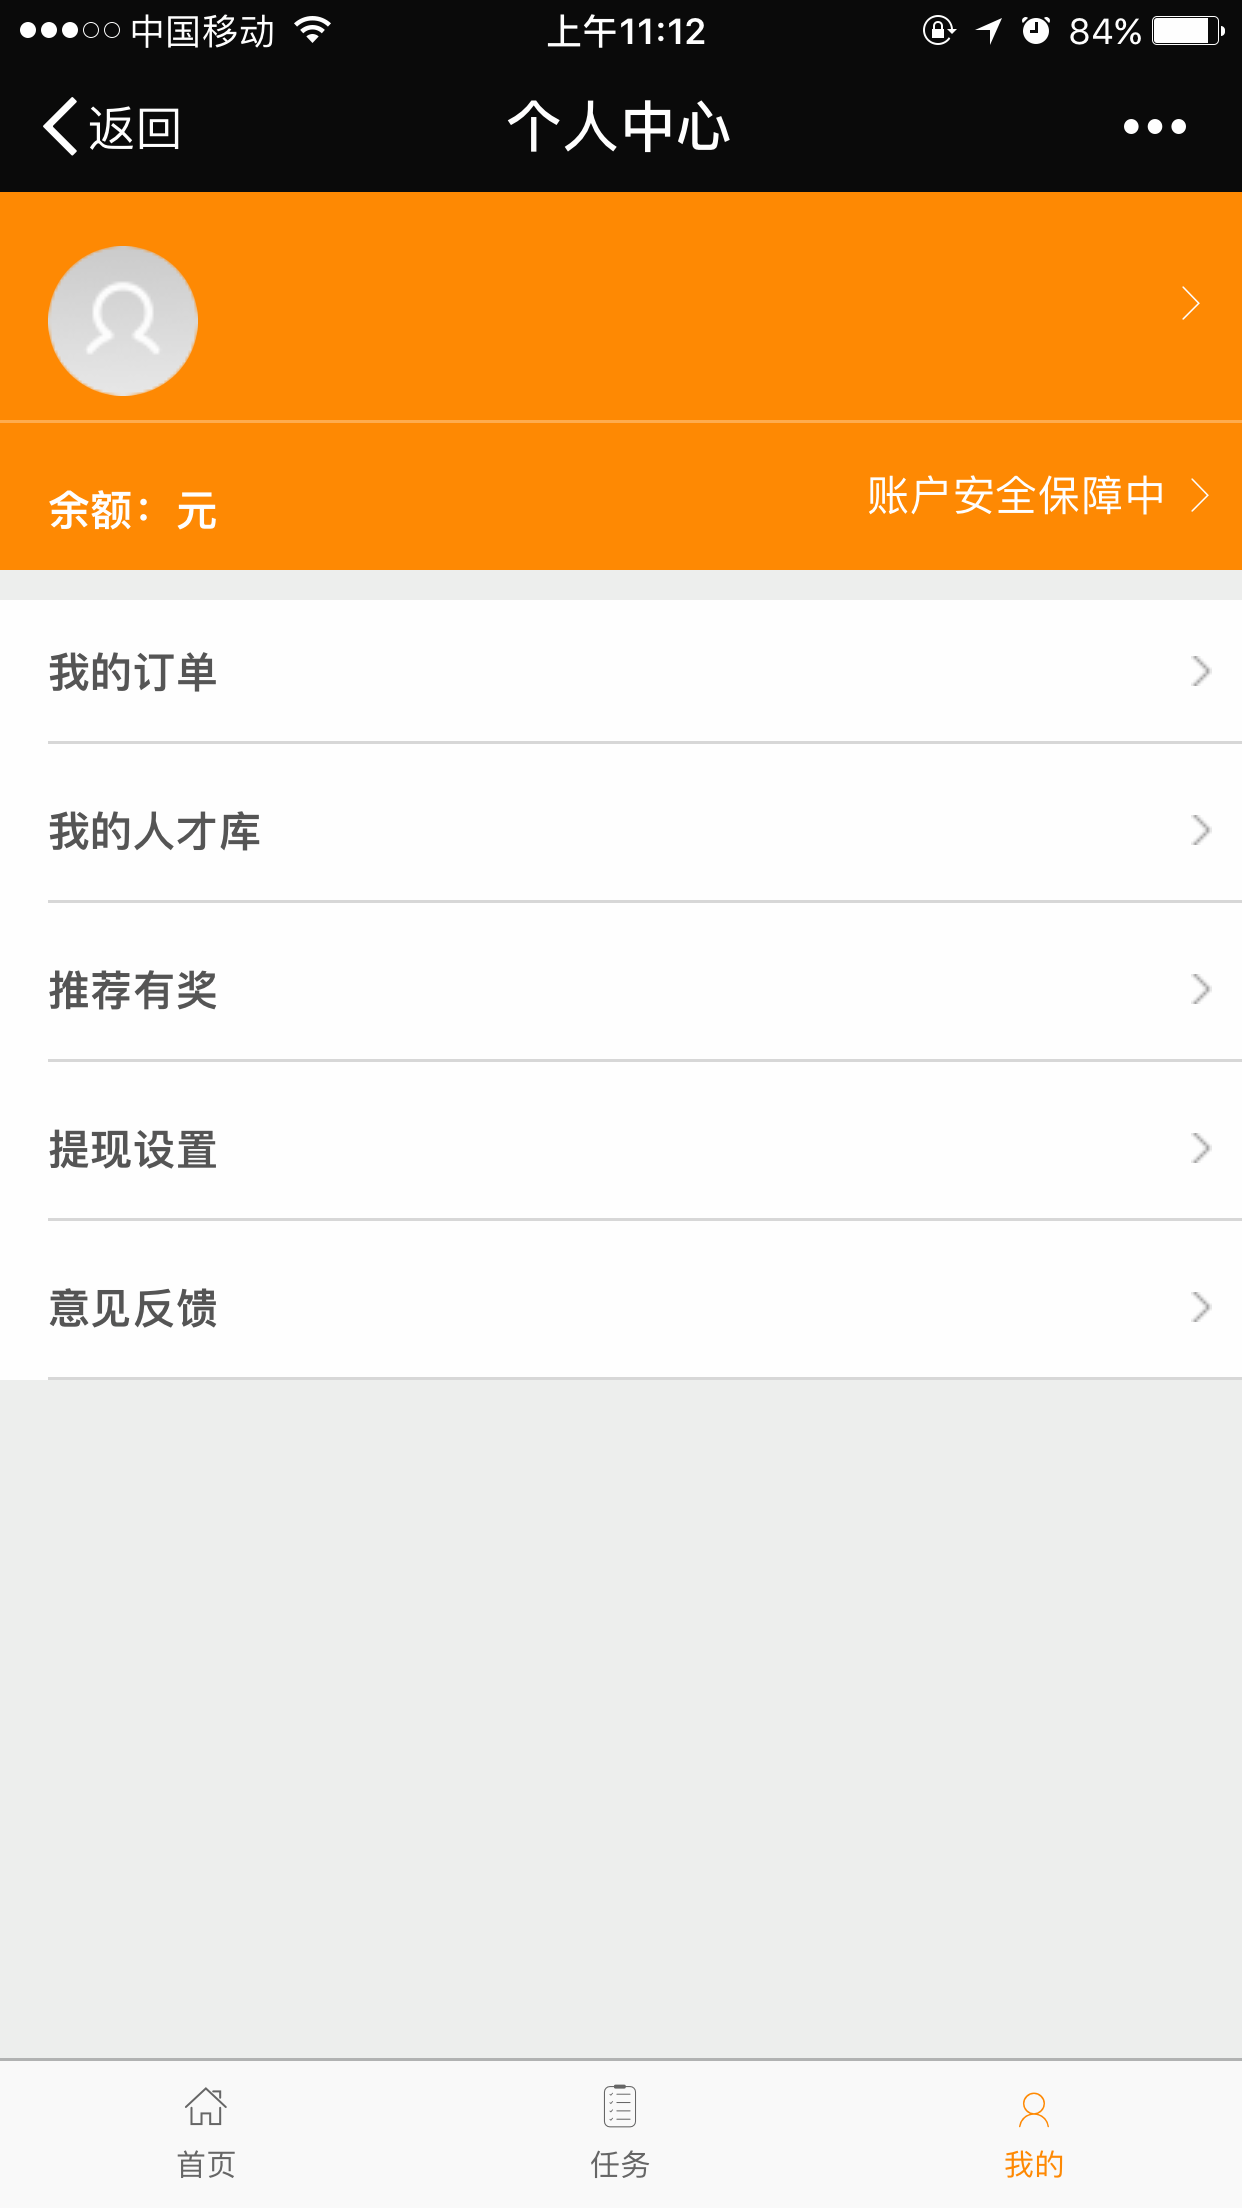 中国移动 上午11:12 84%
返回 个人中心
余额：元 账户安全保障中
我的订单
我的人才库
推荐有奖
提现设置
意见反馈
首页 任务 我的